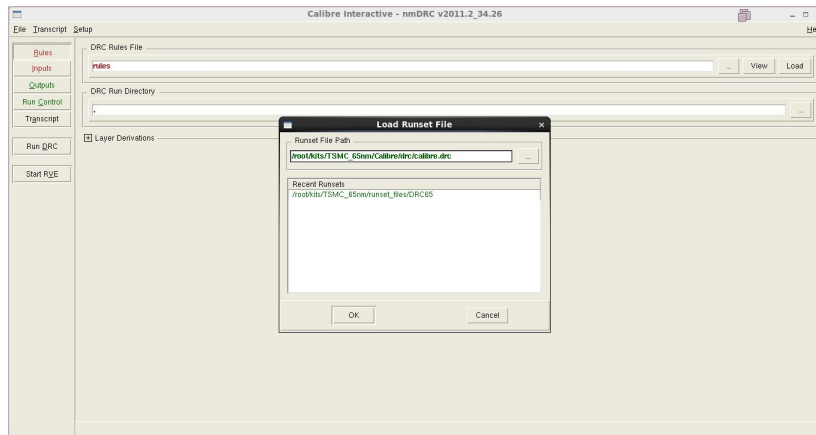 Calibre Interactive - nmDRC v2011.2_34.26
File Transcript Setup
He
Rules
Inputs
Outputs
Run Control
Transcript
Run DRC
Start RVE
DRC Rules File
rules
... View Load
DRC Run Directory
.
...
Layer Derivations
Load Runset File
Runset File Path
/root/kits/TSMC_65nm/Calibre/drc/calibre.drc
...
Recent Runsets
/root/kits/TSMC_65nm/runset_files/DRC65
OK Cancel